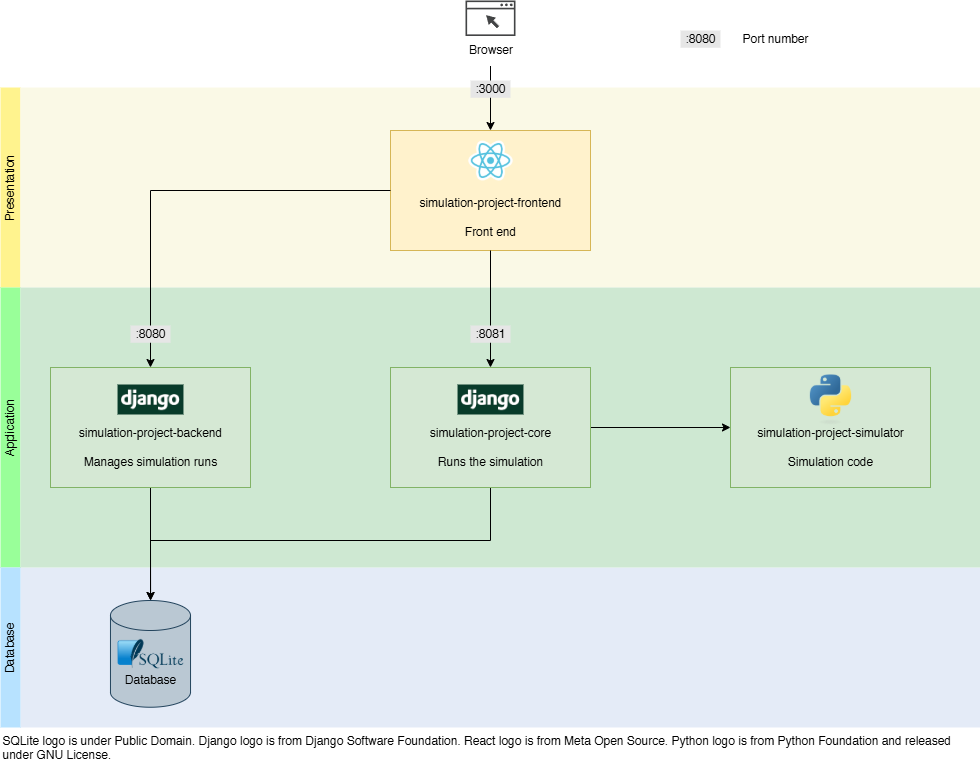 Browser
:8080 Port number
:3000
Presentation
simulation-project-frontend
Front end
:8080
:8081
Application
django
simulation-project-backend
Manages simulation runs
django
simulation-project-core
Runs the simulation
simulation-project-simulator
Simulation code
Database
SQLite
Database
SQLite logo is under Public Domain. Django logo is from Django Software Foundation. React logo is from Meta Open Source. Python logo is from Python Foundation and released
under GNU License.